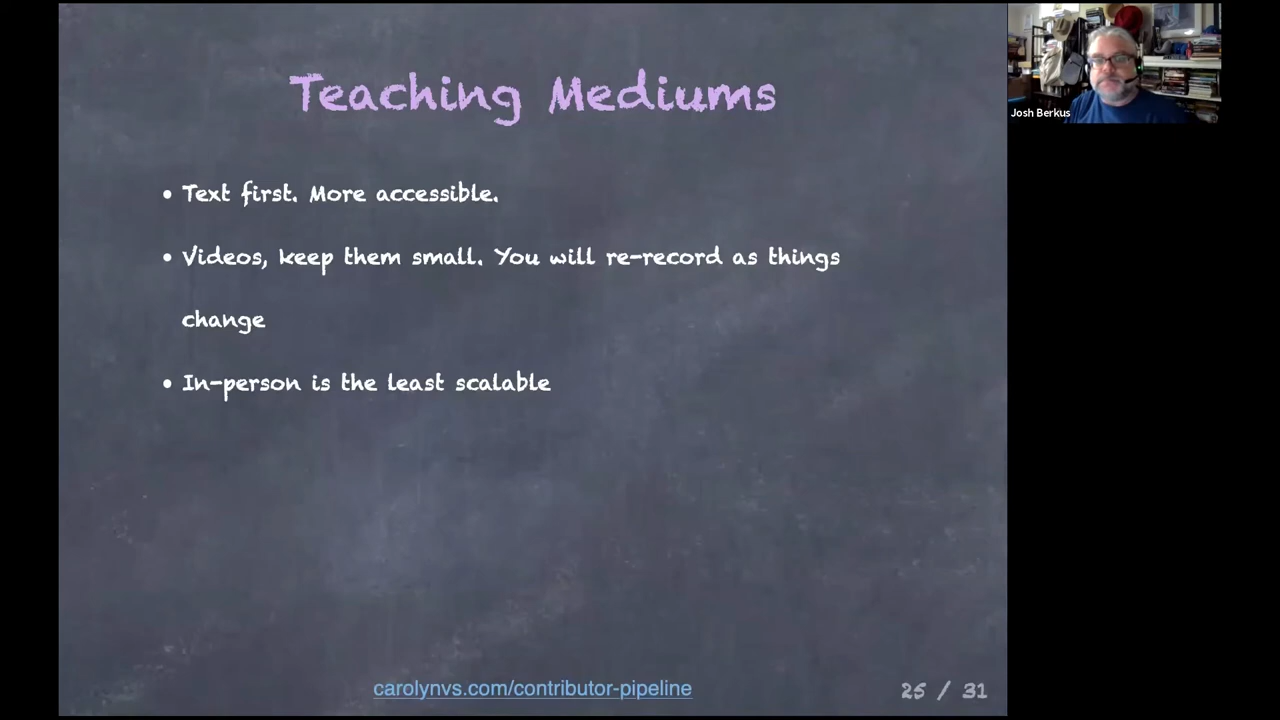 Teaching Mediums
• Text first. More accessible.
• Videos, keep them small. You will re-record as things
change
• In-person is the least scalable
carolynvs.com/contributor-pipeline
25 / 31
Josh Berkus